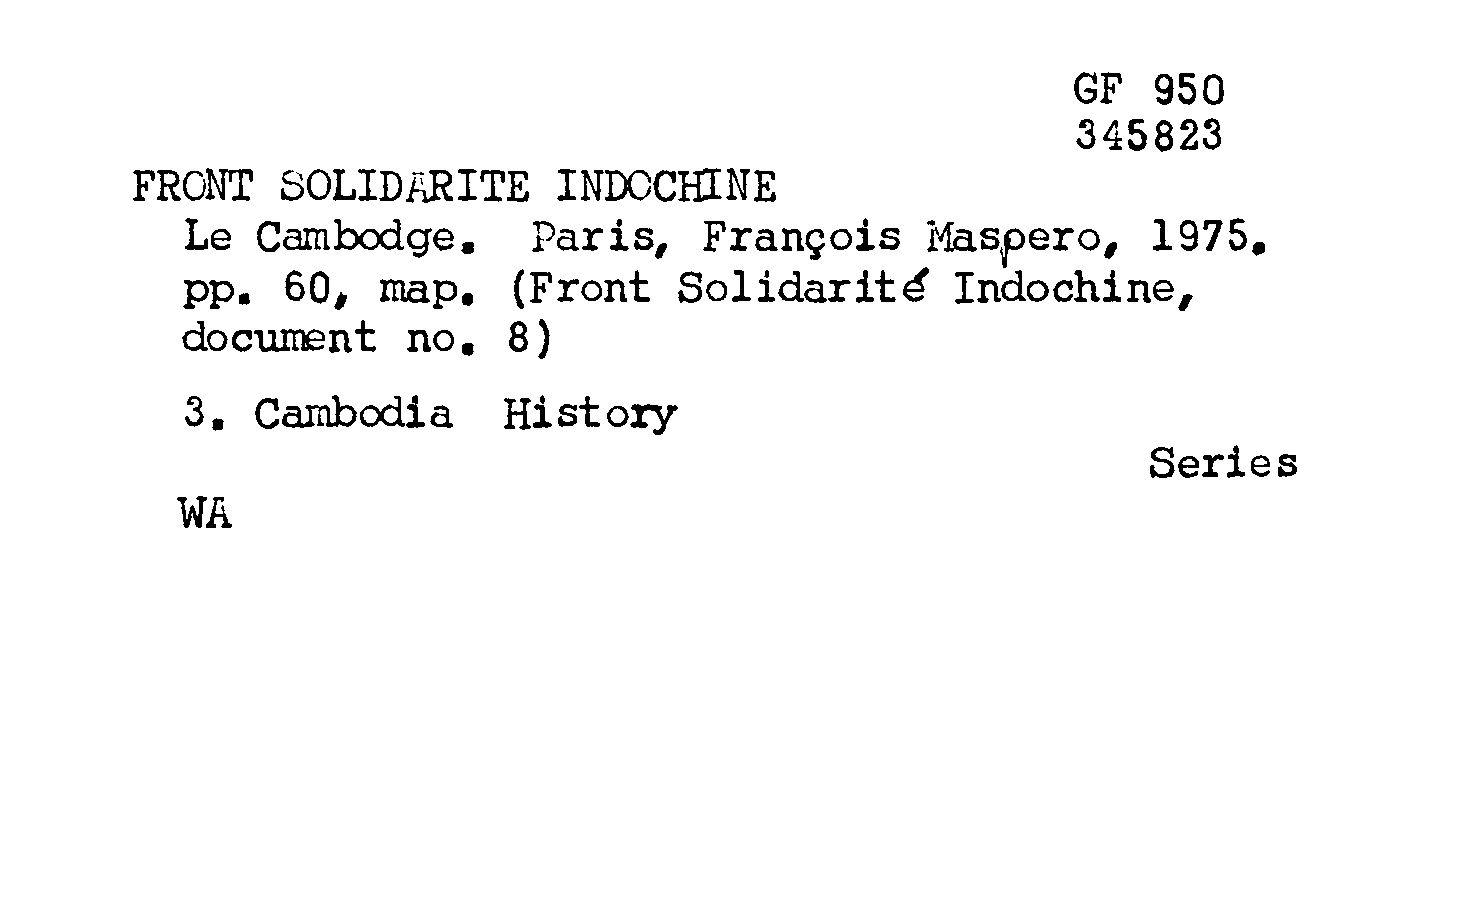 GF 950
345823
FRONT SOLIDARITE INDOCHINE
Le Cambodge. Paris, François Maspero, 1975.
pp. 60, map. (Front Solidarité Indochine,
document no. 8)
3. Cambodia History
Series
WA